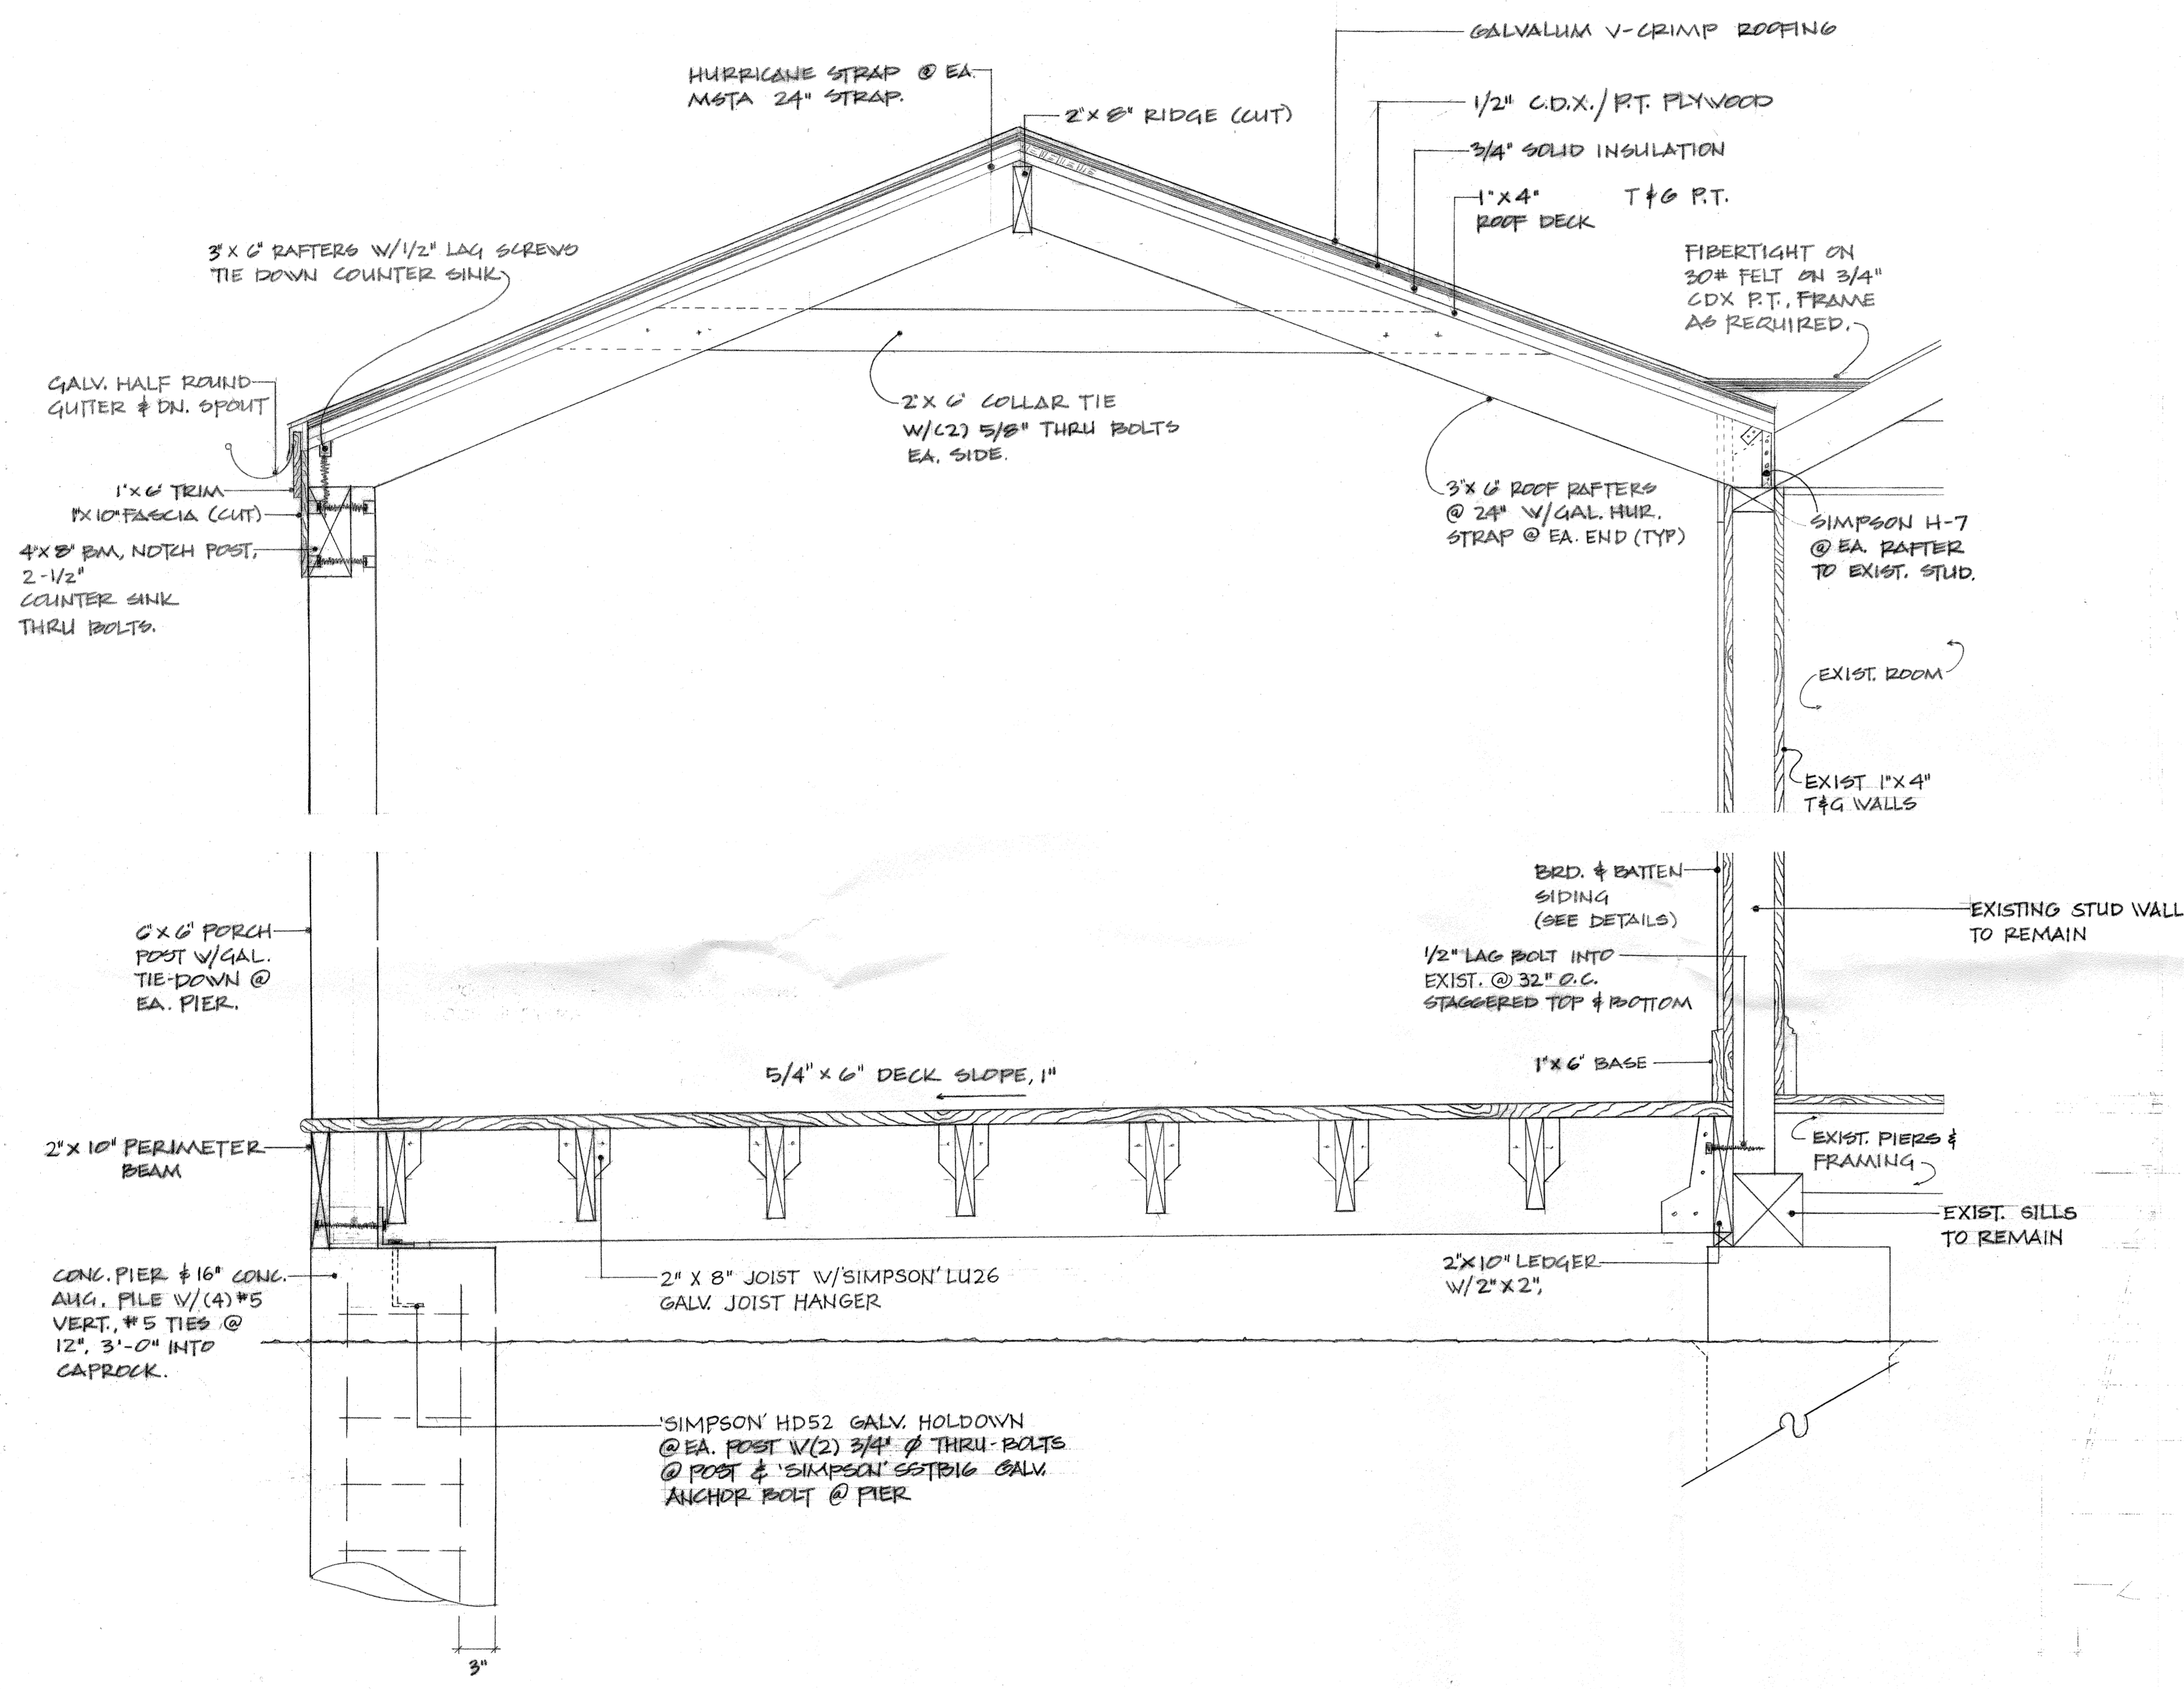 GALVALUM V-CRIMP ROOFING
HURRICANE STRAP @ EA.
MSTA 24" STRAP.
2"X 8" RIDGE (CUT)
1/2" C.D.X./P.T. PLYWOOD
3/4" SOLID INSULATION
1"X4" T & G P.T.
ROOF DECK
3"X 6" RAFTERS W/1/2" LAG SCREWS
TIE DOWN COUNTER SINK
FIBERTIGHT ON
30# FELT ON 3/4"
CDX P.T., FRAME
AS REQUIRED.
GALV. HALF ROUND
GUTTER & DN. SPOUT
2"X 6" COLLAR TIE
W/(2) 5/8" THRU BOLTS
EA. SIDE.
1"X6" TRIM
1"X10" FASCIA (CUT)
4"X8" BM, NOTCH POST,
2-1/2"
COUNTER SINK
THRU BOLTS.
3"X 6" ROOF RAFTERS
@ 24" W/GAL. HUR.
STRAP @ EA. END (TYP)
SIMPSON H-7
@ EA. RAFTER
TO EXIST. STUD.
EXIST. ROOM
EXIST 1"X4"
T&G WALLS
BRD. & BATTEN
SIDING
(SEE DETAILS)
EXISTING STUD WALL
TO REMAIN
6"X 6" PORCH
POST W/GAL.
TIE-DOWN @
EA. PIER.
1/2" LAG BOLT INTO
EXIST. @ 32" O.C.
STAGGERED TOP & BOTTOM
1"X 6" BASE
5/4" X 6" DECK SLOPE, 1"
2"X 10" PERIMETER
BEAM
EXIST. PIERS &
FRAMING
EXIST. SILLS
TO REMAIN
2"X10" LEDGER
W/2"X2",
2" X 8" JOIST W/'SIMPSON' LU26
GALV. JOIST HANGER
CONC. PIER & 16" CONC.
AUG. PILE W/(4) #5
VERT., #5 TIES @
12", 3'-0" INTO
CAPROCK.
'SIMPSON' HD52 GALV. HOLDOWN
@ EA. POST W(2) 3/4" Ø THRU-BOLTS
@ POST & 'SIMPSON' SSTB16 GALV.
ANCHOR BOLT @ PIER
3"